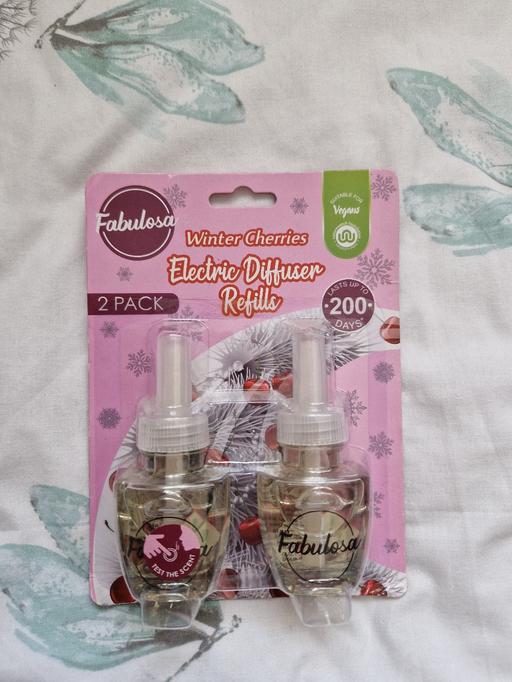 Fabulosa
SUITABLE FOR
Vegans
Winter Cherries
Electric Diffuser
Refills
2 PACK
LASTS UP TO
200
DAYS
TEST THE SCENT
Fabulosa